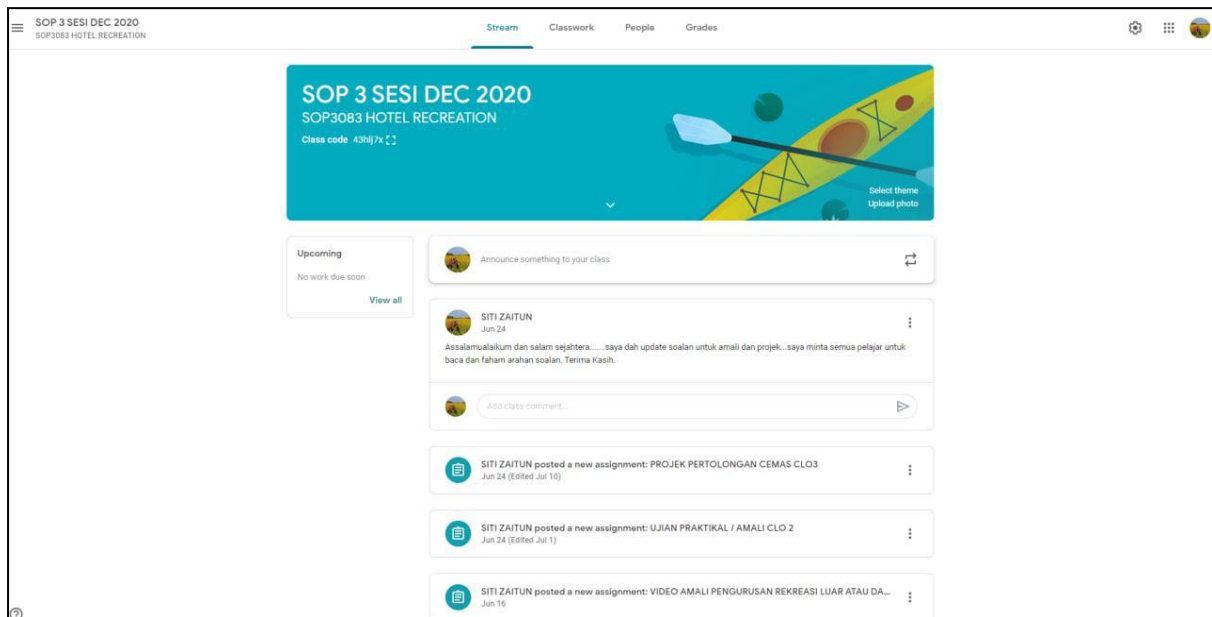 SOP 3 SESI DEC 2020
SOP3083 HOTEL RECREATION
Stream Classwork People Grades
SOP 3 SESI DEC 2020
SOP3083 HOTEL RECREATION
Class code 43hlj7x
Select theme
Upload photo
Upcoming
No work due soon
View all
Announce something to your class
SITI ZAITUN
Jun 24
Assalamualaikum dan salam sejahtera........saya dah update soalan untuk amali dan projek...saya minta semua pelajar untuk
baca dan faham arahan soalan. Terima Kasih.
Add class comment...
SITI ZAITUN posted a new assignment: PROJEK PERTOLONGAN CEMAS CLO3
Jun 24 (Edited Jul 10)
SITI ZAITUN posted a new assignment: UJIAN PRAKTIKAL / AMALI CLO 2
Jun 24 (Edited Jul 1)
SITI ZAITUN posted a new assignment: VIDEO AMALI PENGURUSAN REKREASI LUAR ATAU DA...
Jun 16